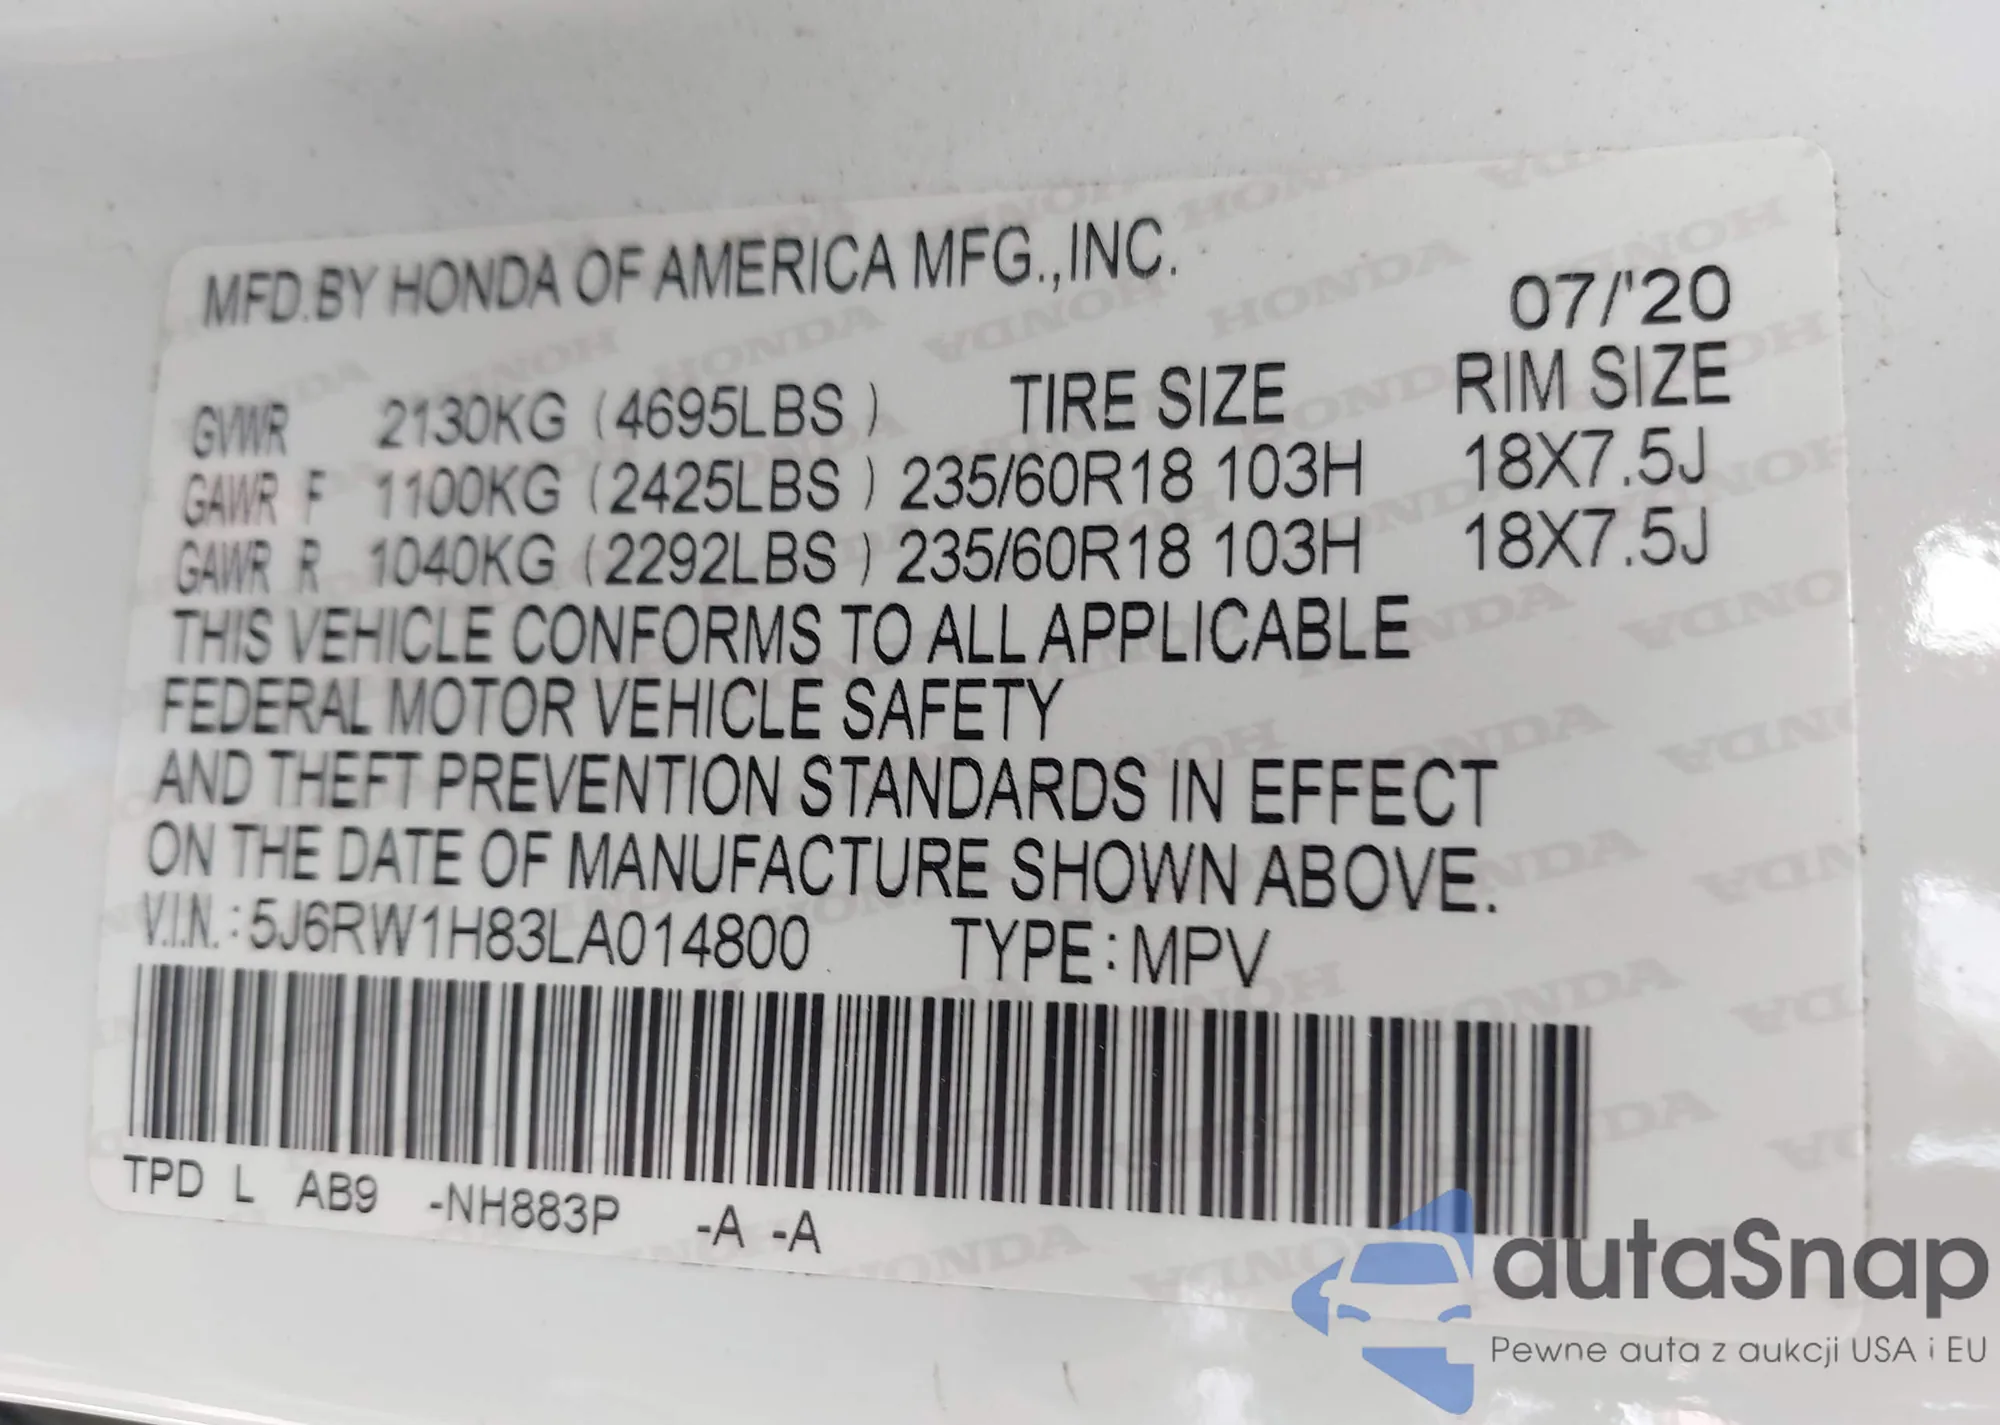 MFD.BY HONDA OF AMERICA MFG.,INC.
07/'20
GVWR 2130KG (4695LBS ) TIRE SIZE RIM SIZE
GAWR F 1100KG (2425LBS ) 235/60R18 103H 18X7.5J
GAWR R 1040KG (2292LBS ) 235/60R18 103H 18X7.5J
THIS VEHICLE CONFORMS TO ALL APPLICABLE
FEDERAL MOTOR VEHICLE SAFETY
AND THEFT PREVENTION STANDARDS IN EFFECT
ON THE DATE OF MANUFACTURE SHOWN ABOVE.
V.I.N.: 5J6RW1H83LA014800 TYPE: MPV
TPD L AB9 -NH883P -A -A
autaSnap
Pewne auta z aukcji USA i EU